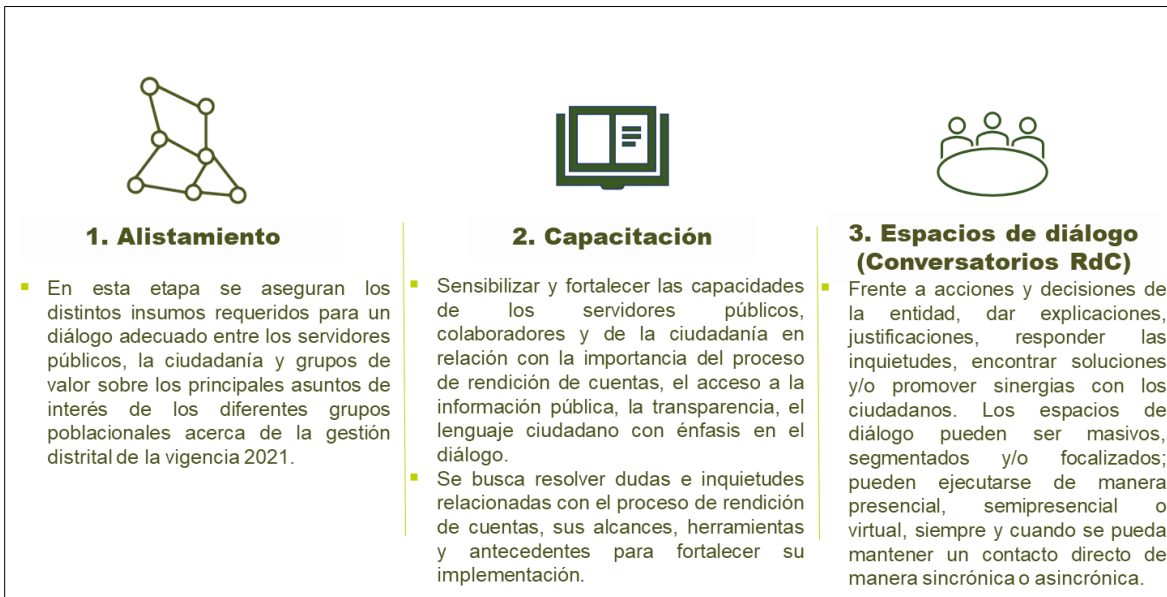 1. Alistamiento
▪ En esta etapa se aseguran los
distintos insumos requeridos para un
diálogo adecuado entre los servidores
públicos, la ciudadanía y grupos de
valor sobre los principales asuntos de
interés de los diferentes grupos
poblacionales acerca de la gestión
distrital de la vigencia 2021.
2. Capacitación
▪ Sensibilizar y fortalecer las capacidades
de los servidores públicos,
colaboradores y de la ciudadanía en
relación con la importancia del proceso
de rendición de cuentas, el acceso a la
información pública, la transparencia, el
lenguaje ciudadano con énfasis en el
diálogo.
▪ Se busca resolver dudas e inquietudes
relacionadas con el proceso de rendición
de cuentas, sus alcances, herramientas
y antecedentes para fortalecer su
implementación.
3. Espacios de diálogo
(Conversatorios RdC)
▪ Frente a acciones y decisiones de
la entidad, dar explicaciones,
justificaciones, responder las
inquietudes, encontrar soluciones
y/o promover sinergias con los
ciudadanos. Los espacios de
diálogo pueden ser masivos,
segmentados y/o focalizados;
pueden ejecutarse de manera
presencial, semipresencial o
virtual, siempre y cuando se pueda
mantener un contacto directo de
manera sincrónica o asincrónica.